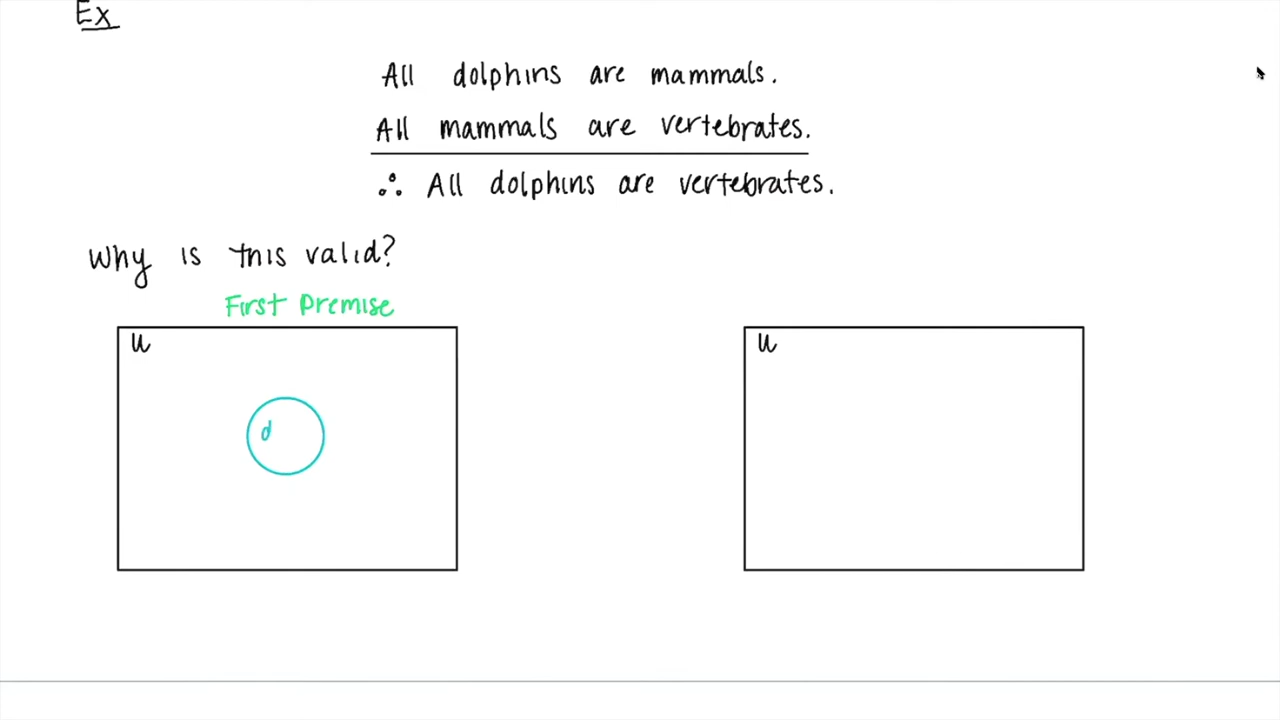 Ex
All dolphins are mammals.
All mammals are vertebrates.
∴ All dolphins are vertebrates.
Why is this valid?
First Premise
U
U
d